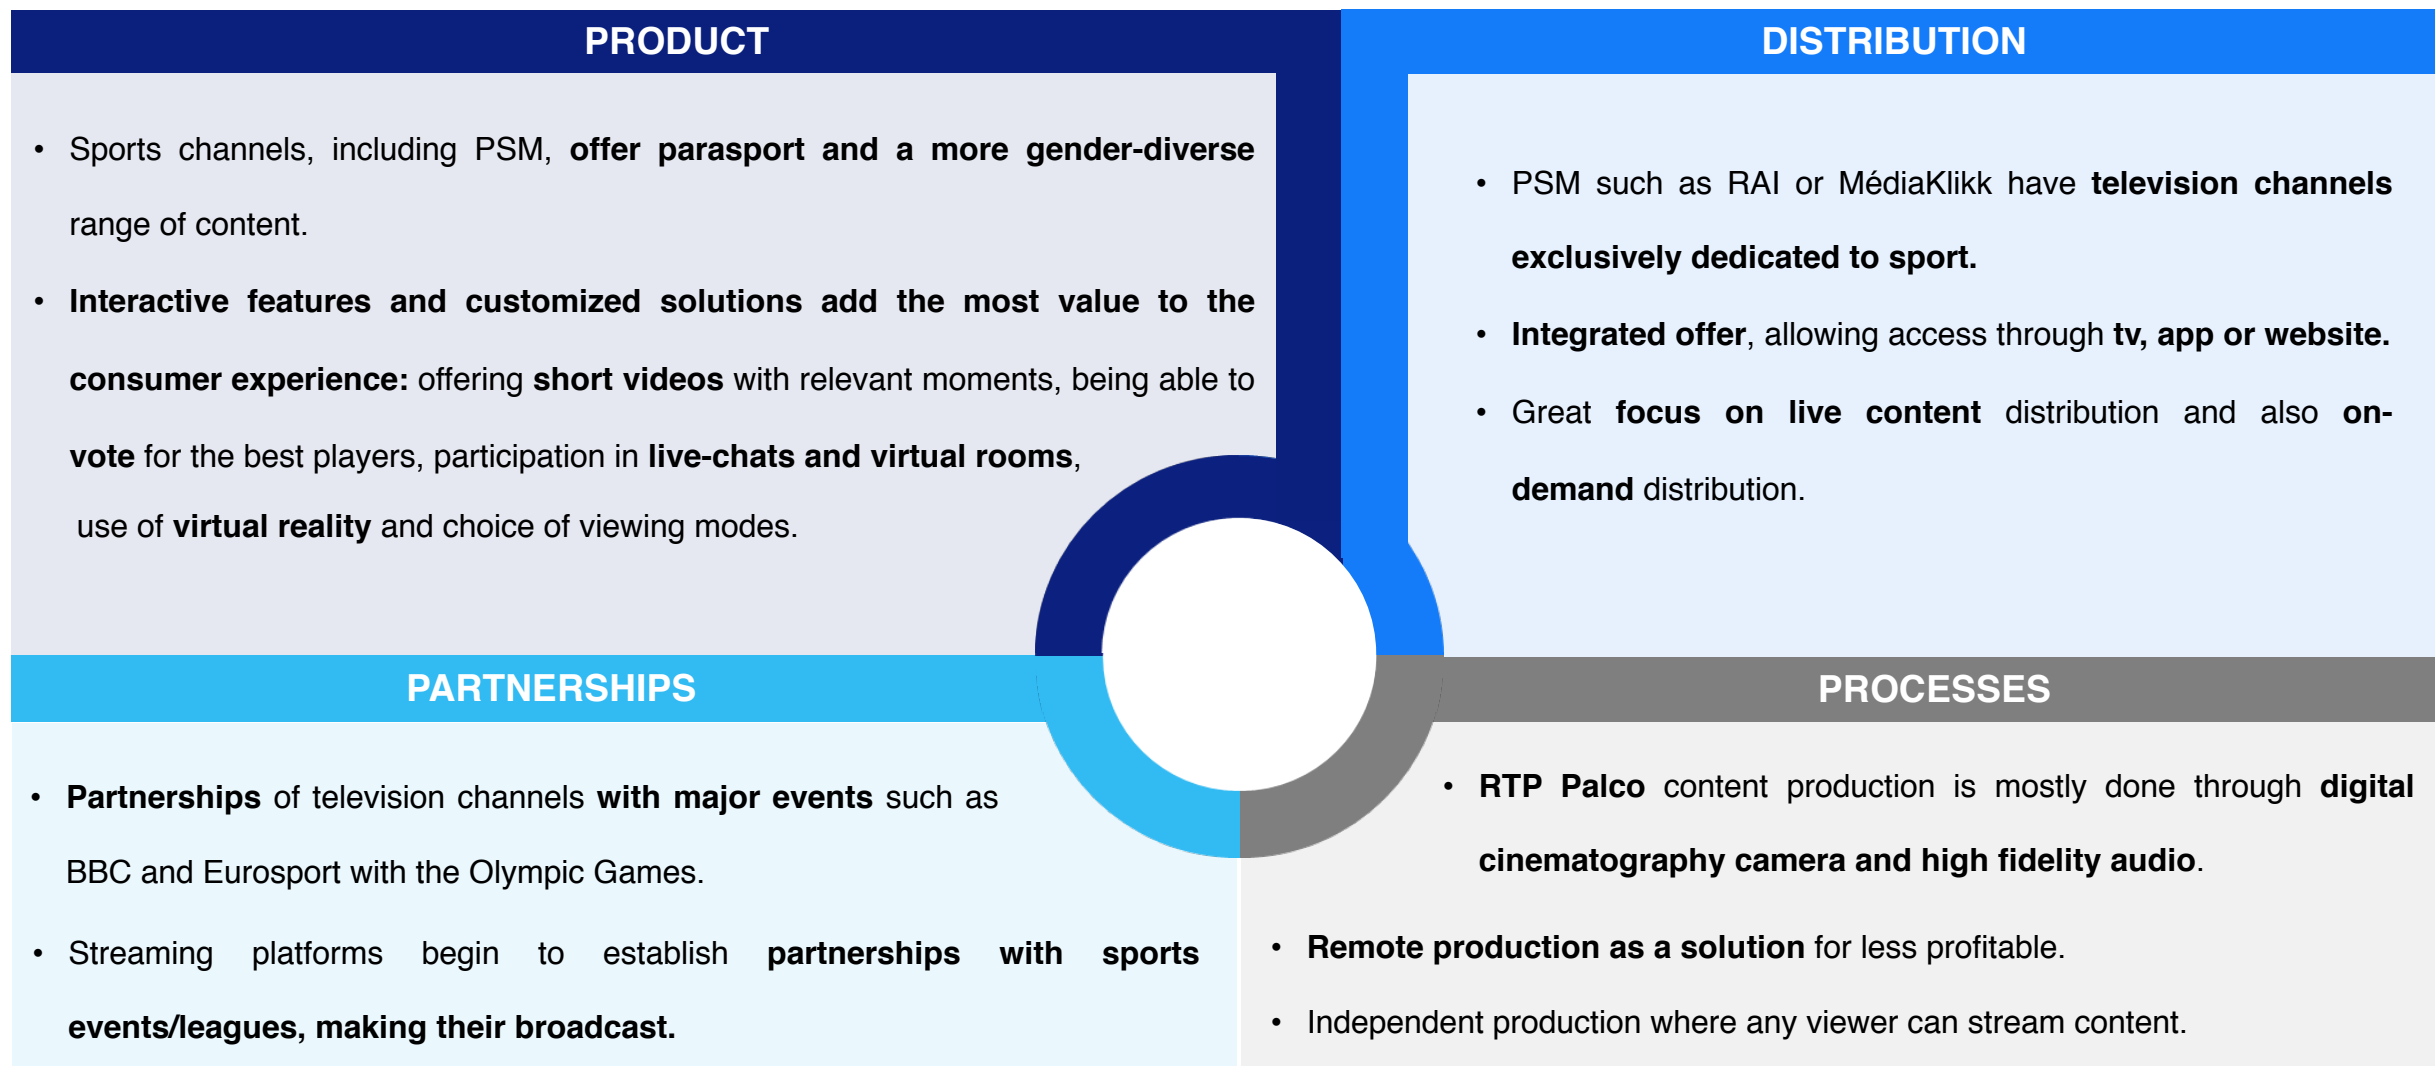 PRODUCT
• Sports channels, including PSM, offer parasport and a more gender-diverse
range of content.
• Interactive features and customized solutions add the most value to the
consumer experience: offering short videos with relevant moments, being able to
vote for the best players, participation in live-chats and virtual rooms,
use of virtual reality and choice of viewing modes.
DISTRIBUTION
• PSM such as RAI or MédiaKlikk have television channels
exclusively dedicated to sport.
• Integrated offer, allowing access through tv, app or website.
• Great focus on live content distribution and also on-
demand distribution.
PARTNERSHIPS
• Partnerships of television channels with major events such as
BBC and Eurosport with the Olympic Games.
• Streaming platforms begin to establish partnerships with sports
events/leagues, making their broadcast.
PROCESSES
• RTP Palco content production is mostly done through digital
cinematography camera and high fidelity audio.
• Remote production as a solution for less profitable.
• Independent production where any viewer can stream content.